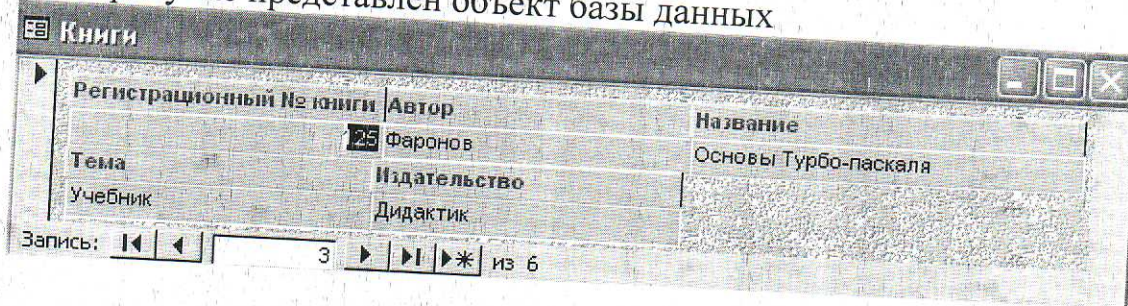 представлен объект базы данных
Книги
Регистрационный № книги Автор Название
125 Фаронов Основы Турбо-паскаля
Тема Издательство
Учебник Дидактик
Запись: 3 из 6